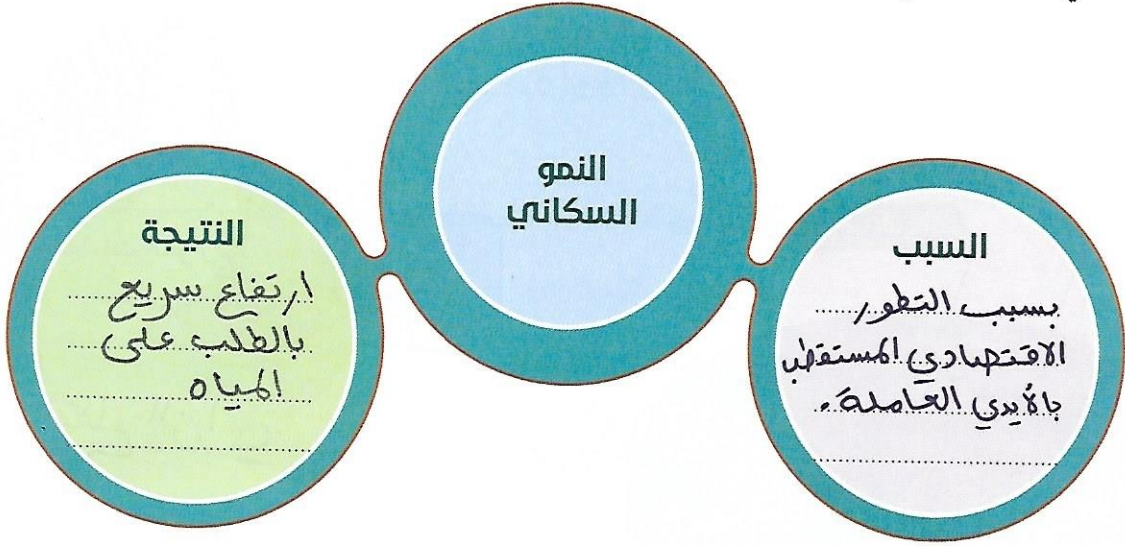 النمو
السكاني
السبب
بسبب التطور
الاقتصادي المستقطب
بالأيدي العاملة.
النتيجة
ارتفاع سريع
بالطلب على
المياه